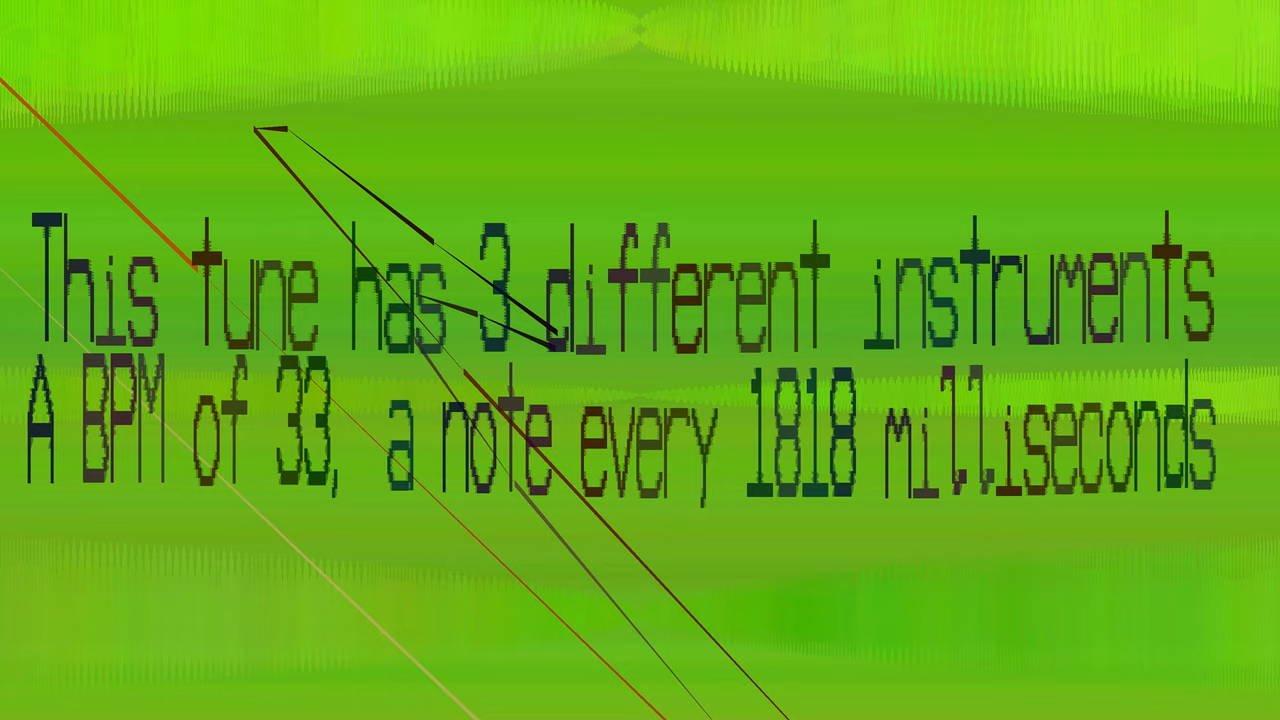 This tune has 3 different instruments
A BPM of 33, a note every 1818 milliseconds